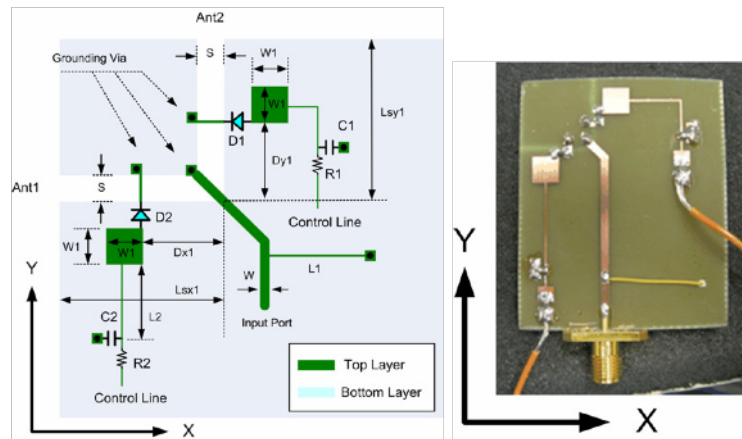 Ant2
S
W1
Grounding Via
W1
Lsy1
C1
D1
Dy1
R1
Ant1
S
Control Line
D2
W1
W1
Dx1
Y
W
L1
Lsx1
L2
Input Port
C2
R2
Top Layer
Bottom Layer
Control Line
X
Y
X